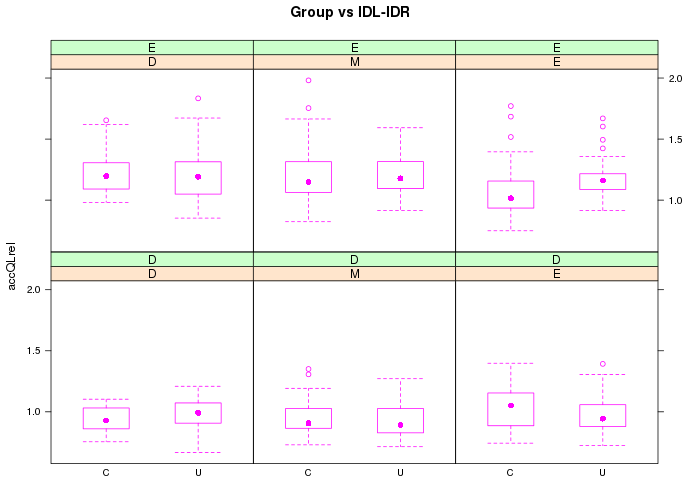 Group vs IDL-IDR
E E E
D M E
2.0
1.5
1.0
accQLrel
D D D
D M E
2.0
1.5
1.0
C U C U C U